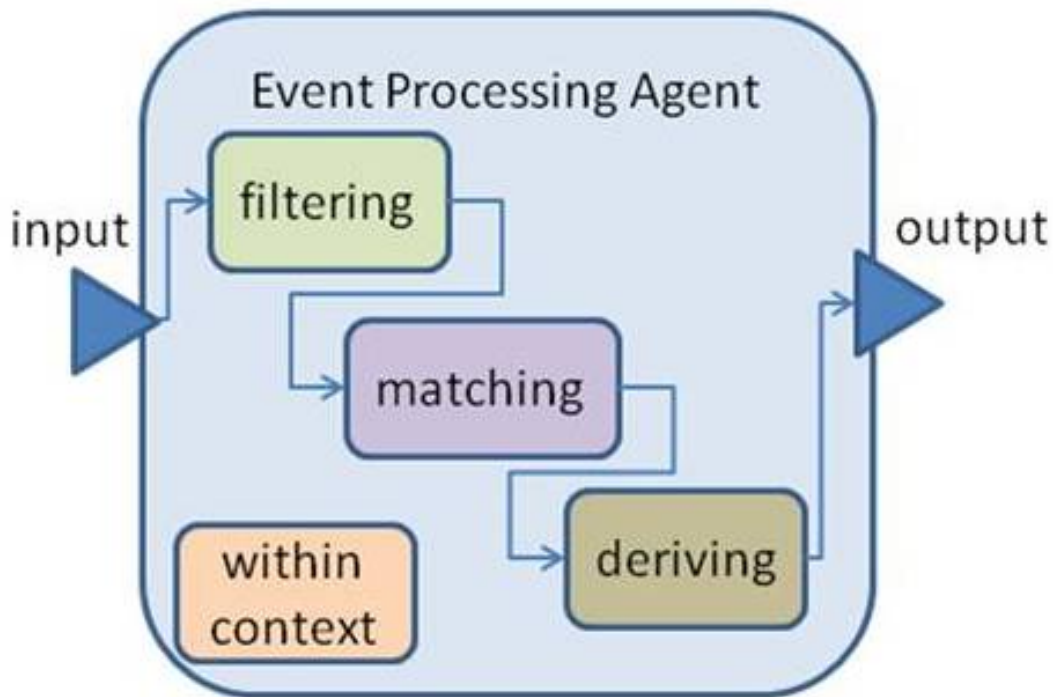 Event Processing Agent
filtering
input
output
matching
deriving
within
context